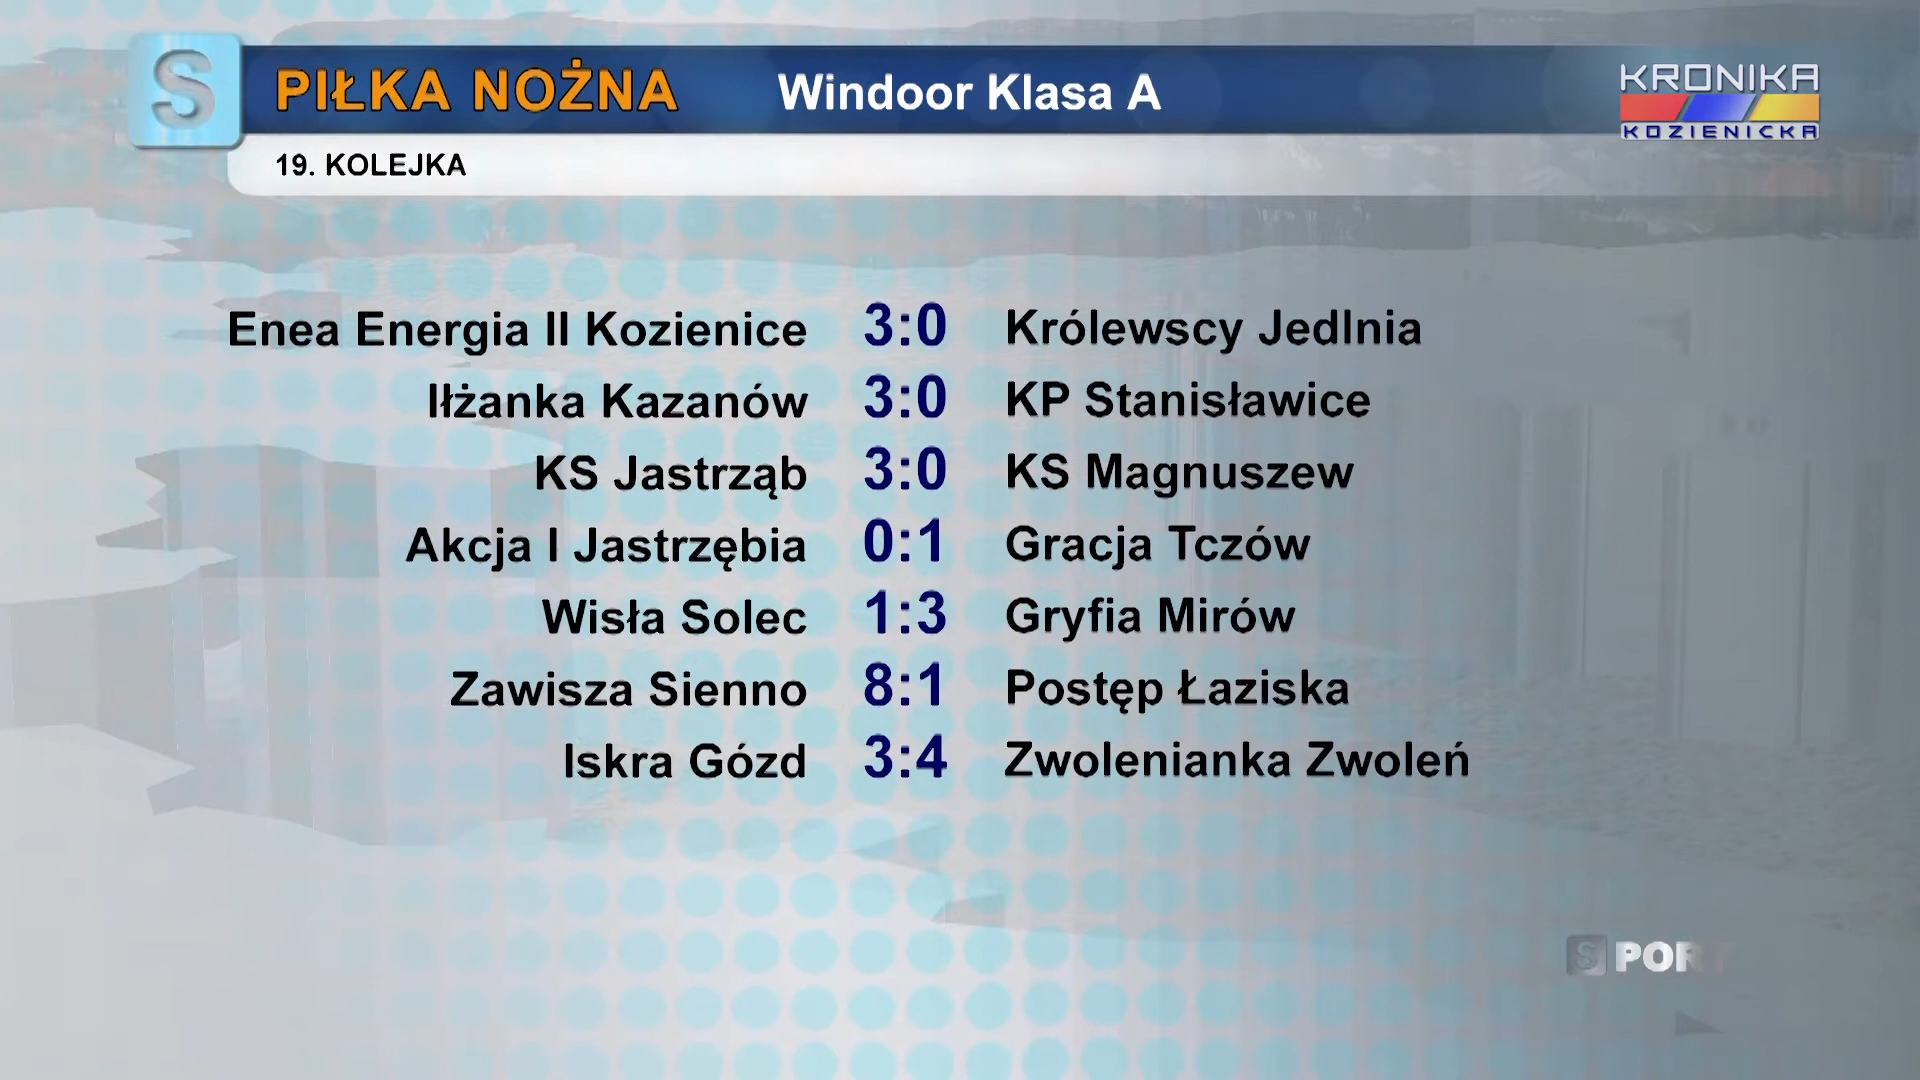 S PIŁKA NOŻNA Windoor Klasa A
KRONIKA
KOZIENICKA
19. KOLEJKA
Enea Energia II Kozienice 3:0 Królewscy Jedlnia
Iłżanka Kazanów 3:0 KP Stanisławice
KS Jastrząb 3:0 KS Magnuszew
Akcja I Jastrzębia 0:1 Gracja Tczów
Wisła Solec 1:3 Gryfia Mirów
Zawisza Sienno 8:1 Postęp Łaziska
Iskra Gózd 3:4 Zwolenianka Zwoleń
SPORT